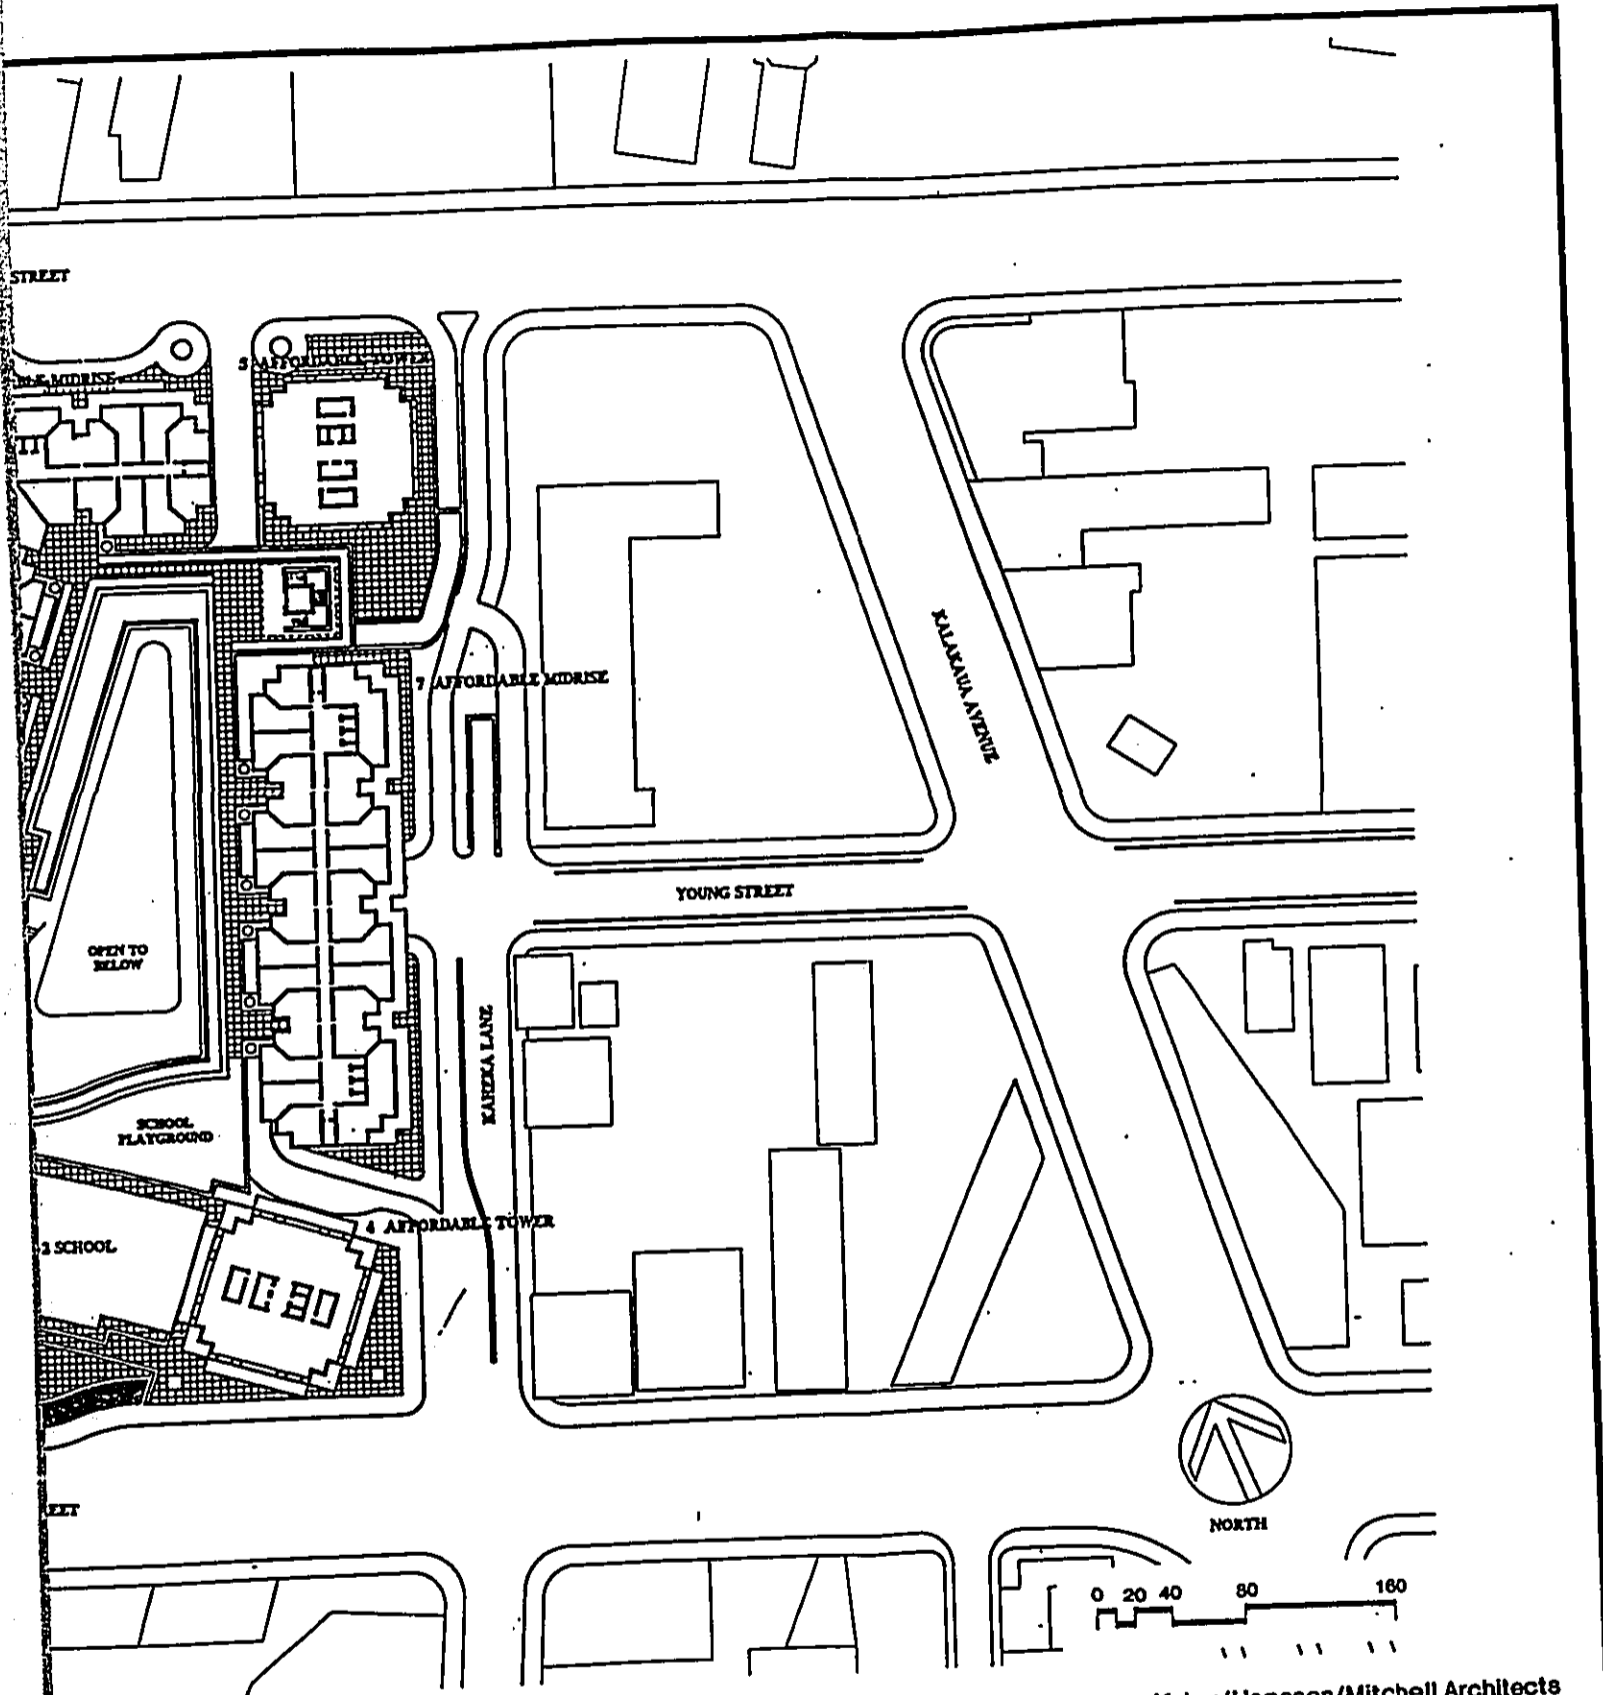 STREET
5 AFFORDABLE TOWER
MIDRISE
7 AFFORDABLE MIDRISE
KALAKAUA AVENUE
YOUNG STREET
OPEN TO
BELOW
KAHEKA LANE
SCHOOL
PLAYGROUND
4 AFFORDABLE TOWER
2 SCHOOL
NORTH
0 20 40 80 160
/Mitchell Architects